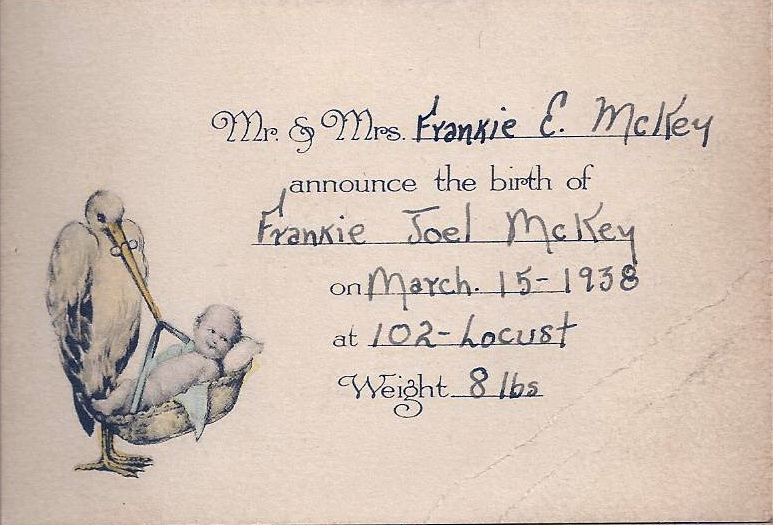 Mr. & Mrs. Frankie E. McKey
announce the birth of
Frankie Joel McKey
on March. 15-1938
at 102-Locust
Weight 8 lbs